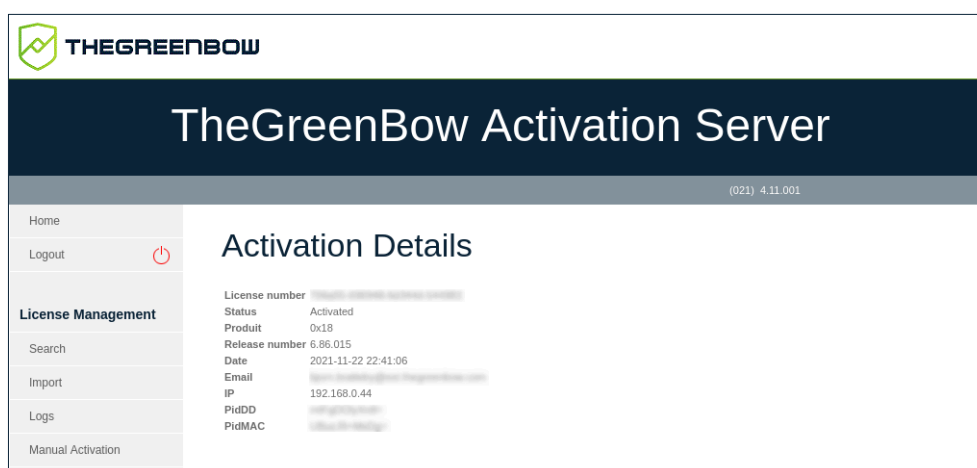 THEGREENBOW
TheGreenBow Activation Server
(021) 4.11.001
Home
Logout
License Management
Search
Import
Logs
Manual Activation
Activation Details
License number
Status Activated
Produit 0x18
Release number 6.86.015
Date 2021-11-22 22:41:06
Email
IP 192.168.0.44
PidDD
PidMAC